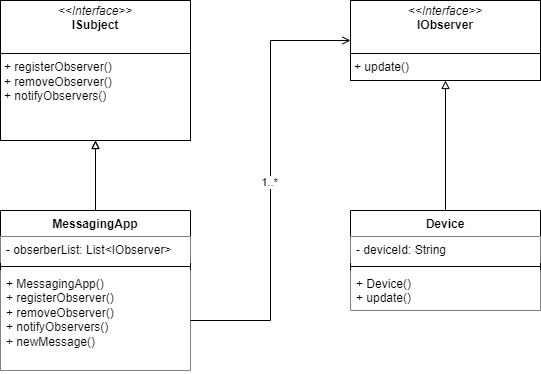 <<Interface>>
ISubject
+ registerObserver()
+ removeObserver()
+ notifyObservers()
<<Interface>>
IObserver
+ update()
1..*
MessagingApp
- obserberList: List<IObserver>
+ MessagingApp()
+ registerObserver()
+ removeObserver()
+ notifyObservers()
+ newMessage()
Device
- deviceId: String
+ Device()
+ update()